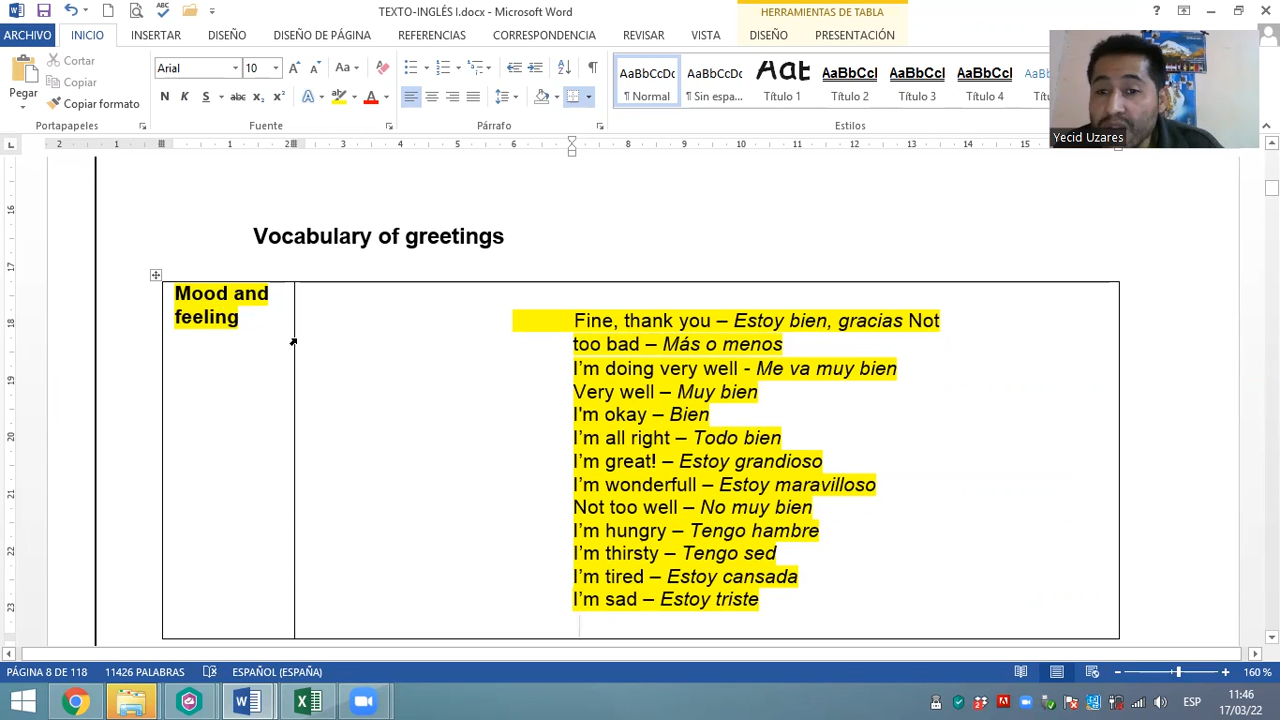 TEXTO-INGLÉS I.docx - Microsoft Word
HERRAMIENTAS DE TABLA
ARCHIVO INICIO INSERTAR DISEÑO DISEÑO DE PÁGINA REFERENCIAS CORRESPONDENCIA REVISAR VISTA DISEÑO PRESENTACIÓN
Pegar
Cortar
Copiar
Copiar formato
Portapapeles
Arial 10
Fuente
Párrafo
AaBbCcDc AaBbCcDc AaBb AaBbCcl AaBbCcl AaBbCcl
¶ Normal ¶ Sin espa... Título 1 Título 2 Título 3 Título 4
Estilos
Yecid Uzares
Vocabulary of greetings
Mood and
feeling
Fine, thank you – Estoy bien, gracias Not
too bad – Más o menos
I’m doing very well - Me va muy bien
Very well – Muy bien
I'm okay – Bien
I’m all right – Todo bien
I’m great! – Estoy grandioso
I’m wonderfull – Estoy maravilloso
Not too well – No muy bien
I’m hungry – Tengo hambre
I’m thirsty – Tengo sed
I’m tired – Estoy cansada
I’m sad – Estoy triste
PÁGINA 8 DE 118 11426 PALABRAS ESPAÑOL (ESPAÑA) 160 %
ESP
11:46
17/03/22